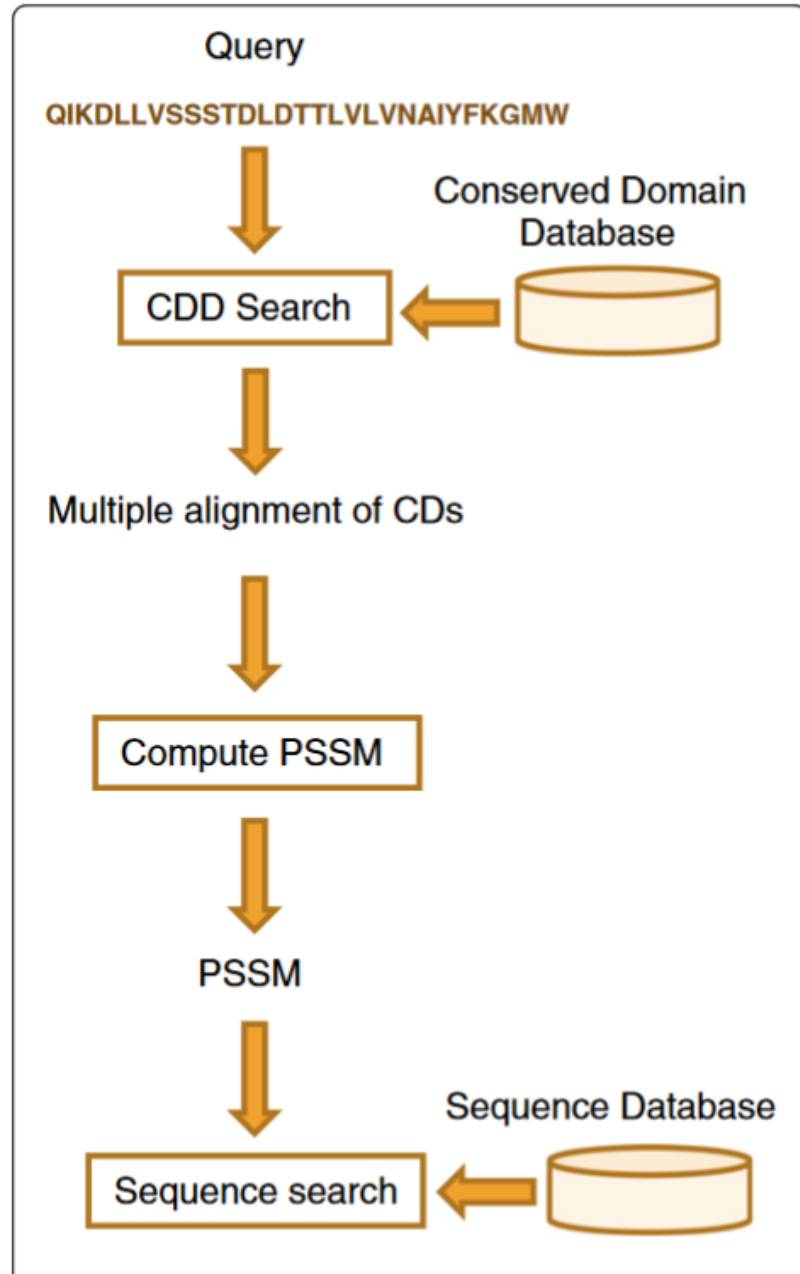 Query
QIKDLLVSSSTDLDTTLVLVNAIYFKGMW
Conserved Domain
Database
CDD Search
Multiple alignment of CDs
Compute PSSM
PSSM
Sequence Database
Sequence search